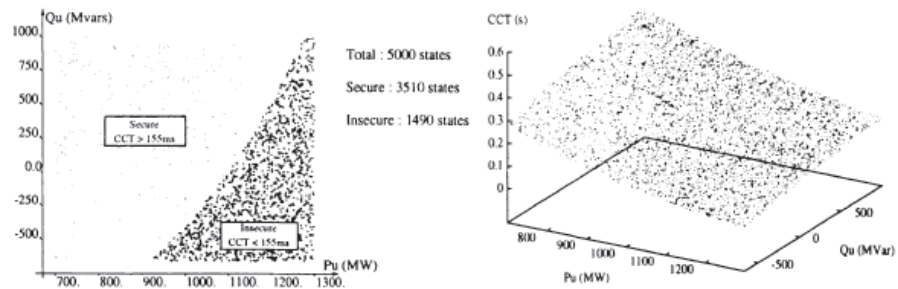 Qu (Mvars)
1000.
750.
500.
250.
0.0
-250.
-500.
Secure
CCT > 155ms
Insecure
CCT < 155ms
Pu (MW)
700. 800. 900. 1000. 1100. 1200. 1300.
Total : 5000 states
Secure : 3510 states
Insecure : 1490 states
CCT (s)
0.6
0.5
0.4
0.3
0.2
0.1
0
800 900 1000 1100 1200
Pu (MW)
-500 0 500
Qu (MVar)